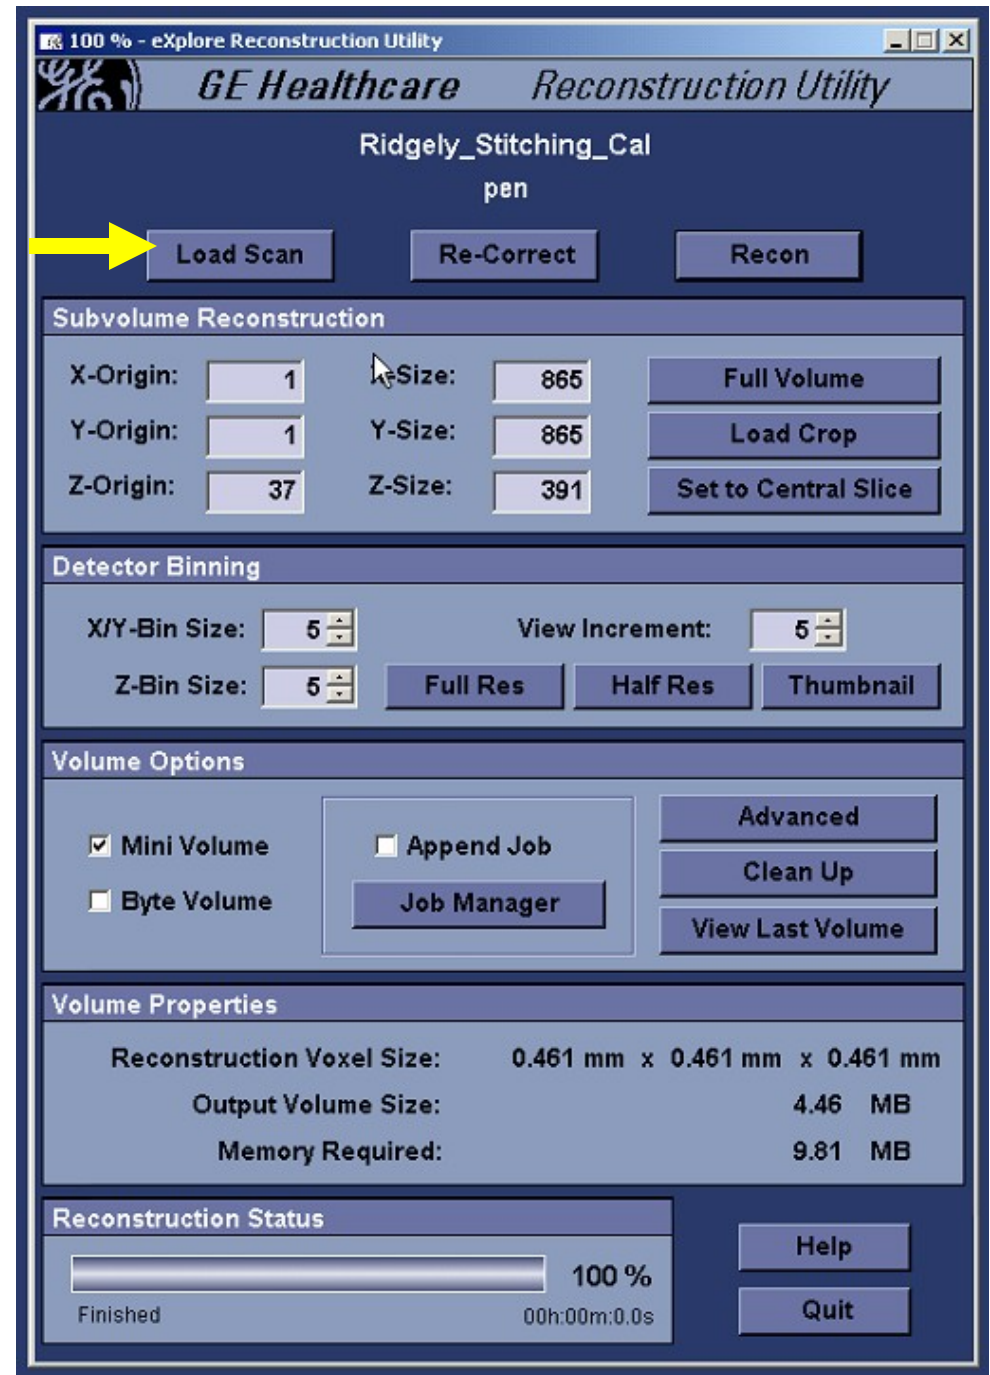 100 % - eXplore Reconstruction Utility
GE Healthcare Reconstruction Utility
Ridgely_Stitching_Cal
pen
Load Scan Re-Correct Recon
Subvolume Reconstruction
X-Origin: 1 -Size: 865 Full Volume
Y-Origin: 1 Y-Size: 865 Load Crop
Z-Origin: 37 Z-Size: 391 Set to Central Slice
Detector Binning
X/Y-Bin Size: 5 View Increment: 5
Z-Bin Size: 5 Full Res Half Res Thumbnail
Volume Options
Advanced
Mini Volume Append Job
Clean Up
Byte Volume Job Manager
View Last Volume
Volume Properties
Reconstruction Voxel Size: 0.461 mm x 0.461 mm x 0.461 mm
Output Volume Size: 4.46 MB
Memory Required: 9.81 MB
Reconstruction Status
Help
100 %
Finished 00h:00m:0.0s
Quit